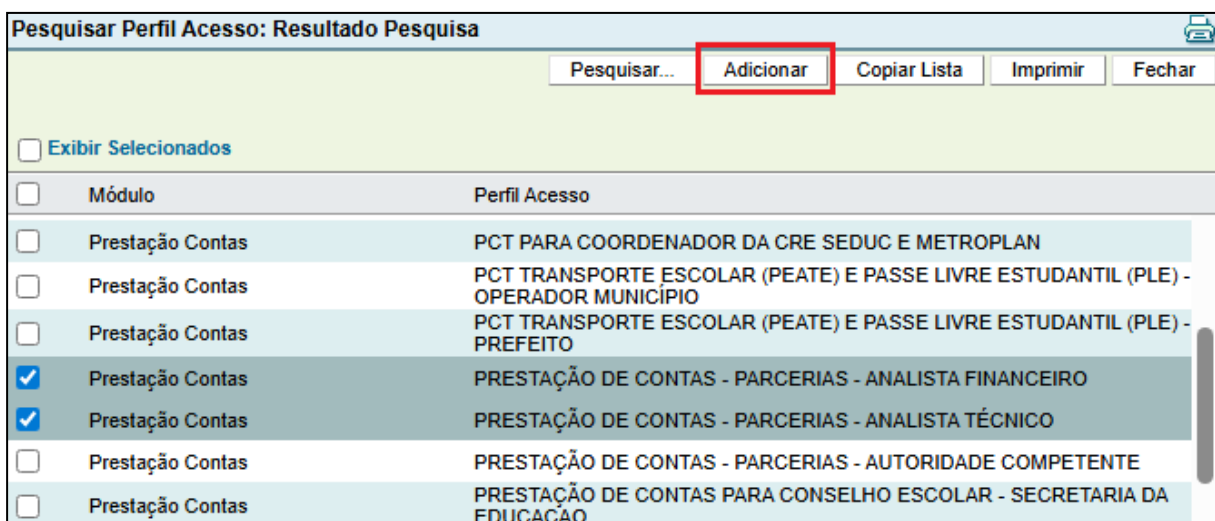 Pesquisar Perfil Acesso: Resultado Pesquisa
Pesquisar... Adicionar Copiar Lista Imprimir Fechar
Exibir Selecionados
Módulo Perfil Acesso
Prestação Contas PCT PARA COORDENADOR DA CRE SEDUC E METROPLAN
Prestação Contas PCT TRANSPORTE ESCOLAR (PEATE) E PASSE LIVRE ESTUDANTIL (PLE) -
OPERADOR MUNICÍPIO
Prestação Contas PCT TRANSPORTE ESCOLAR (PEATE) E PASSE LIVRE ESTUDANTIL (PLE) -
PREFEITO
Prestação Contas PRESTAÇÃO DE CONTAS - PARCERIAS - ANALISTA FINANCEIRO
Prestação Contas PRESTAÇÃO DE CONTAS - PARCERIAS - ANALISTA TÉCNICO
Prestação Contas PRESTAÇÃO DE CONTAS - PARCERIAS - AUTORIDADE COMPETENTE
Prestação Contas PRESTAÇÃO DE CONTAS PARA CONSELHO ESCOLAR - SECRETARIA DA
EDUCAÇÃO